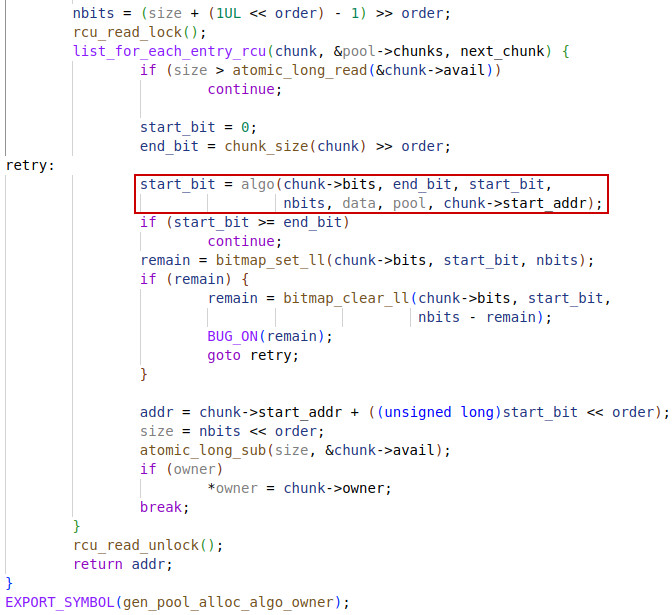 nbits = (size + (1UL << order) - 1) >> order;
rcu_read_lock();
list_for_each_entry_rcu(chunk, &pool->chunks, next_chunk) {
if (size > atomic_long_read(&chunk->avail))
continue;
start_bit = 0;
end_bit = chunk_size(chunk) >> order;
retry:
start_bit = algo(chunk->bits, end_bit, start_bit,
nbits, data, pool, chunk->start_addr);
if (start_bit >= end_bit)
continue;
remain = bitmap_set_ll(chunk->bits, start_bit, nbits);
if (remain) {
remain = bitmap_clear_ll(chunk->bits, start_bit,
nbits - remain);
BUG_ON(remain);
goto retry;
}
addr = chunk->start_addr + ((unsigned long)start_bit << order);
size = nbits << order;
atomic_long_sub(size, &chunk->avail);
if (owner)
*owner = chunk->owner;
break;
}
rcu_read_unlock();
return addr;
}
EXPORT_SYMBOL(gen_pool_alloc_algo_owner);